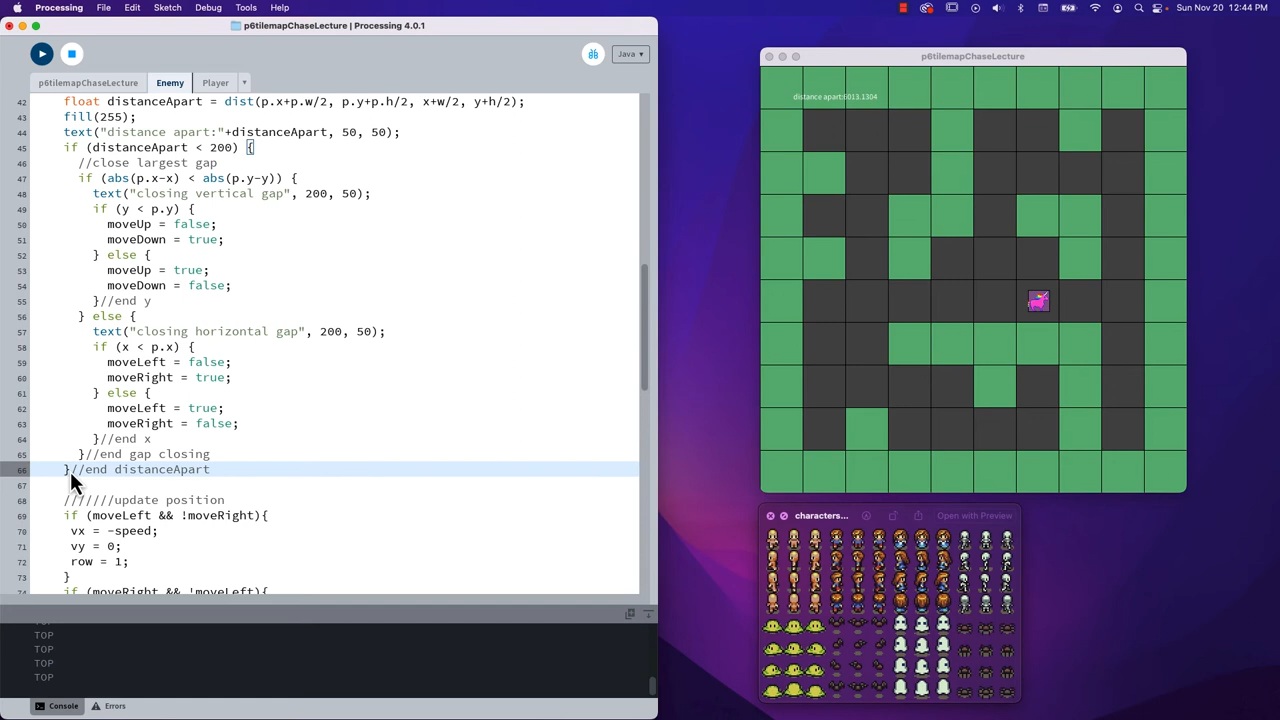 Processing File Edit Sketch Debug Tools Help
Sun Nov 20 12:44 PM
p6tilemapChaseLecture | Processing 4.0.1
Java ▾
p6tilemapChaseLecture Enemy Player
42 float distanceApart = dist(p.x+p.w/2, p.y+p.h/2, x+w/2, y+h/2);
43 fill(255);
44 text("distance apart:"+distanceApart, 50, 50);
45 if (distanceApart < 200) {
46 //close largest gap
47 if (abs(p.x-x) < abs(p.y-y)) {
48 text("closing vertical gap", 200, 50);
49 if (y < p.y) {
50 moveUp = false;
51 moveDown = true;
52 } else {
53 moveUp = true;
54 moveDown = false;
55 }//end y
56 } else {
57 text("closing horizontal gap", 200, 50);
58 if (x < p.x) {
59 moveLeft = false;
60 moveRight = true;
61 } else {
62 moveLeft = true;
63 moveRight = false;
64 }//end x
65 }//end gap closing
66 }//end distanceApart
67
68 ///////update position
69 if (moveLeft && !moveRight){
70 vx = -speed;
71 vy = 0;
72 row = 1;
73 }
74 if (moveRight && !moveLeft){
TOP
TOP
TOP
TOP
TOP
Console Errors
p6tilemapChaseLecture
distance apart:6013.1304
characters... Open with Preview